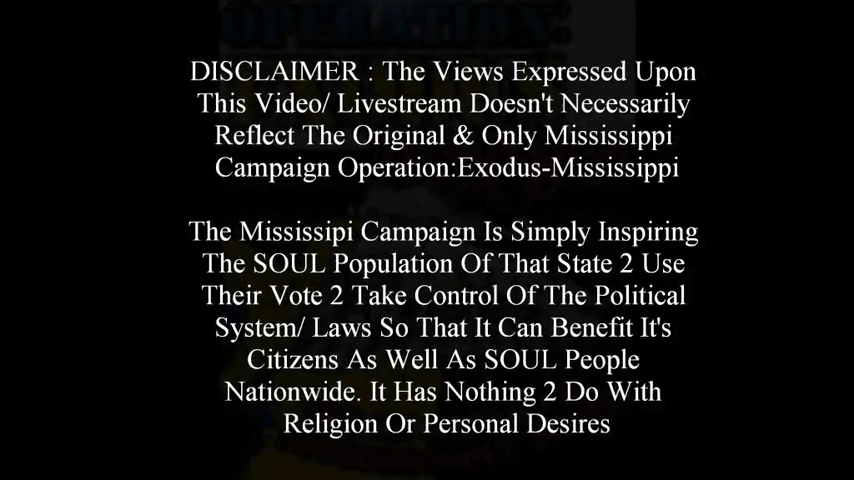 OPERATION:
DISCLAIMER : The Views Expressed Upon
This Video/ Livestream Doesn't Necessarily
Reflect The Original & Only Mississippi
Campaign Operation:Exodus-Mississippi
The Mississipi Campaign Is Simply Inspiring
The SOUL Population Of That State 2 Use
Their Vote 2 Take Control Of The Political
System/ Laws So That It Can Benefit It's
Citizens As Well As SOUL People
Nationwide. It Has Nothing 2 Do With
Religion Or Personal Desires